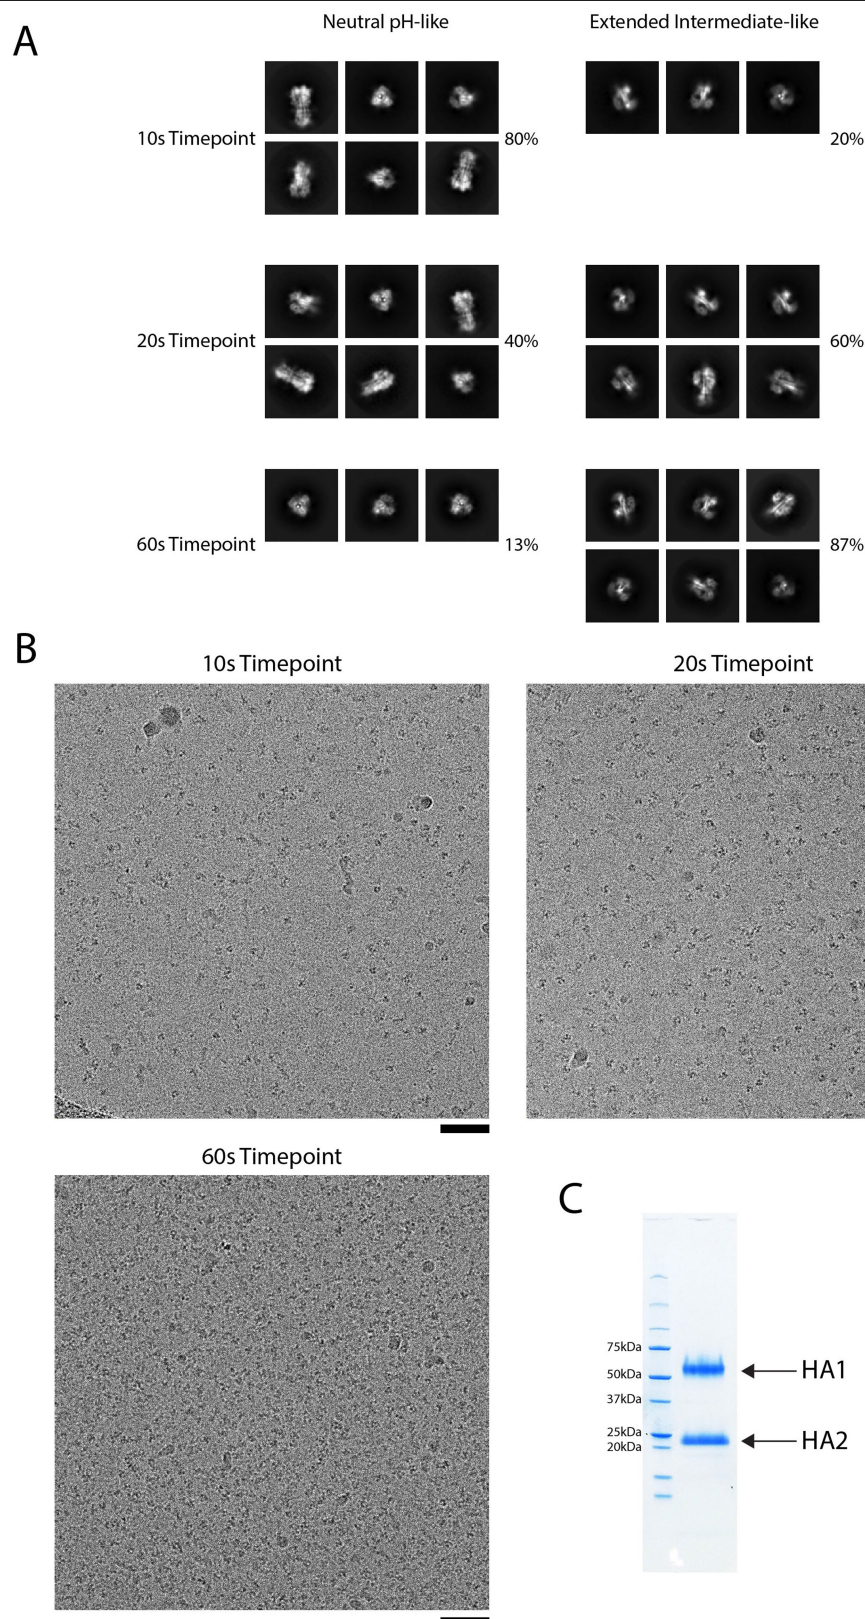 A
Neutral pH-like
Extended Intermediate-like
10s Timepoint
80%
20%
20s Timepoint
40%
60%
60s Timepoint
13%
87%
B
10s Timepoint
20s Timepoint
60s Timepoint
C
75kDa
50kDa
37kDa
25kDa
20kDa
HA1
HA2